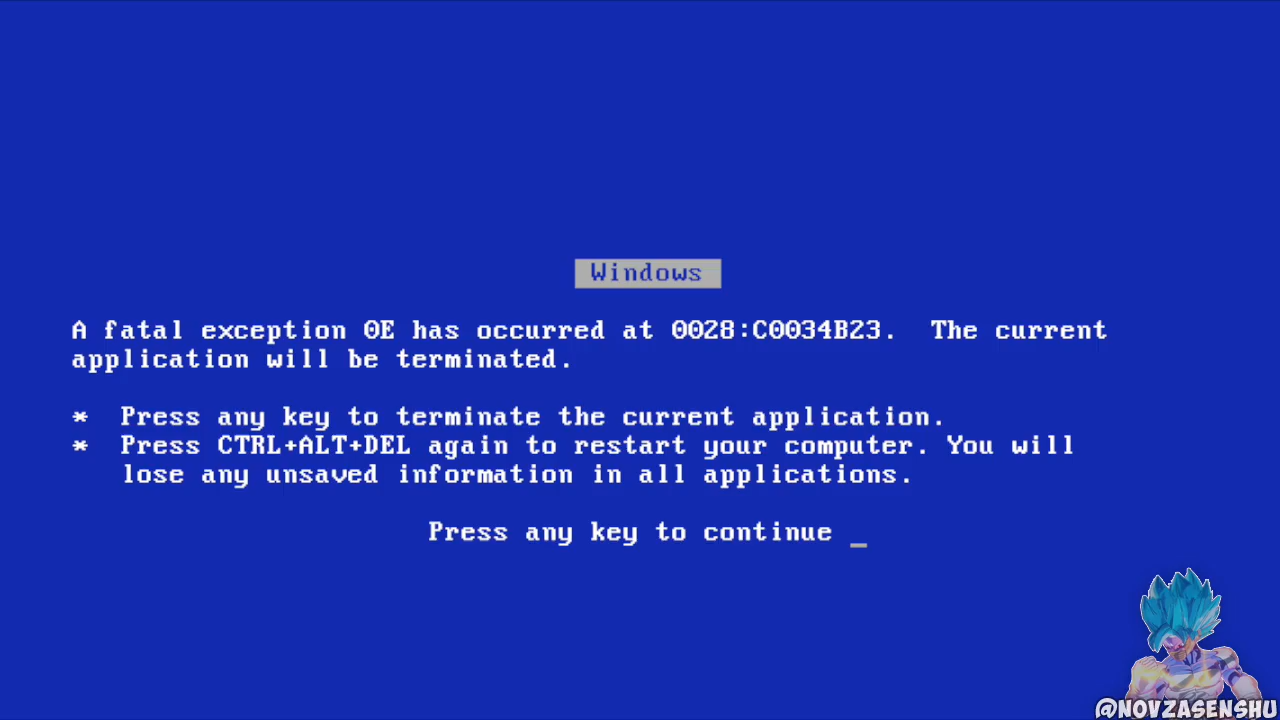 Windows
A fatal exception 0E has occurred at 0028:C0034B23.  The current
application will be terminated.
*  Press any key to terminate the current application.
*  Press CTRL+ALT+DEL again to restart your computer. You will
lose any unsaved information in all applications.
Press any key to continue _
@NOVZASENSHU